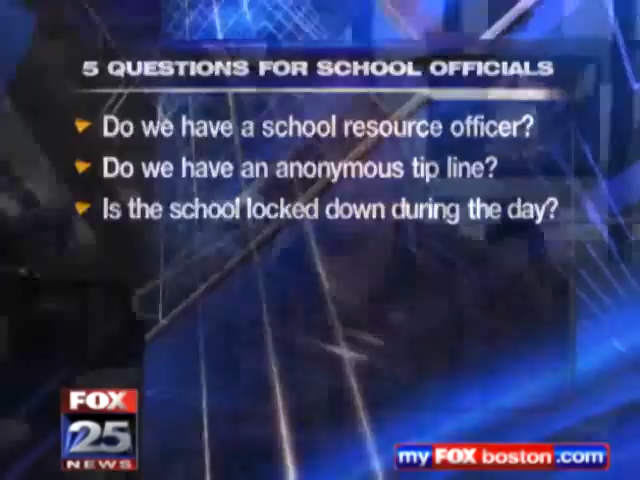 5 QUESTIONS FOR SCHOOL OFFICIALS
Do we have a school resource officer?
Do we have an anonymous tip line?
Is the school locked down during the day?
FOX
25
NEWS
myFOXboston.com